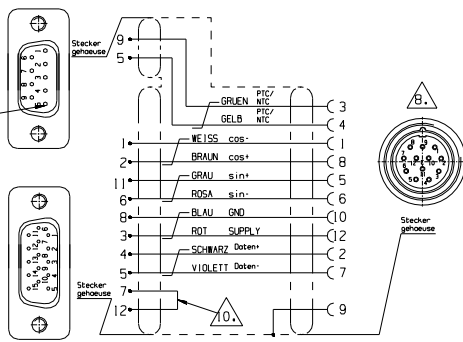 Stecker
gehaeuse
9
5
GRUEN PTC/
NTC
3
GELB PTC/
NTC
4
1 WEISS cos- 1
2 BRAUN cos+ 8
11 GRAU sin+ 5
6 ROSA sin- 6
8 BLAU GND 10
3 ROT SUPPLY 12
4 SCHWARZ Daten+ 2
5 VIOLETT Daten- 7
7
12
10.
9
8.
Stecker
gehaeuse
Stecker
gehaeuse